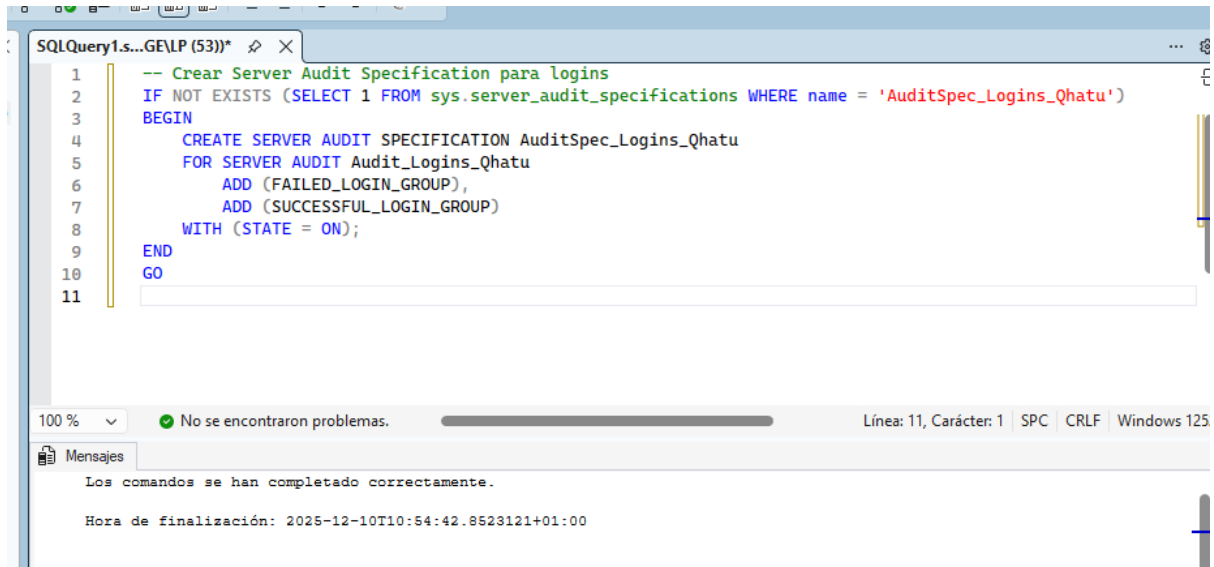 SQLQuery1.s...GE\LP (53))*
1 -- Crear Server Audit Specification para logins
2 IF NOT EXISTS (SELECT 1 FROM sys.server_audit_specifications WHERE name = 'AuditSpec_Logins_Qhatu')
3 BEGIN
4 CREATE SERVER AUDIT SPECIFICATION AuditSpec_Logins_Qhatu
5 FOR SERVER AUDIT Audit_Logins_Qhatu
6 ADD (FAILED_LOGIN_GROUP),
7 ADD (SUCCESSFUL_LOGIN_GROUP)
8 WITH (STATE = ON);
9 END
10 GO
11
100 % No se encontraron problemas. Línea: 11, Carácter: 1 SPC CRLF Windows 125
Mensajes
Los comandos se han completado correctamente.
Hora de finalización: 2025-12-10T10:54:42.8523121+01:00